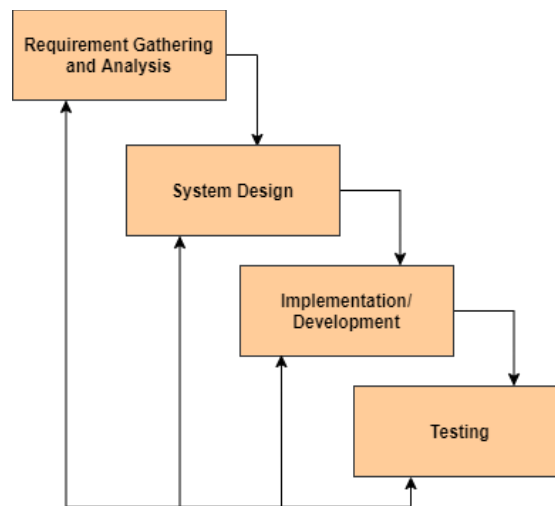 Requirement Gathering
and Analysis
System Design
Implementation/
Development
Testing